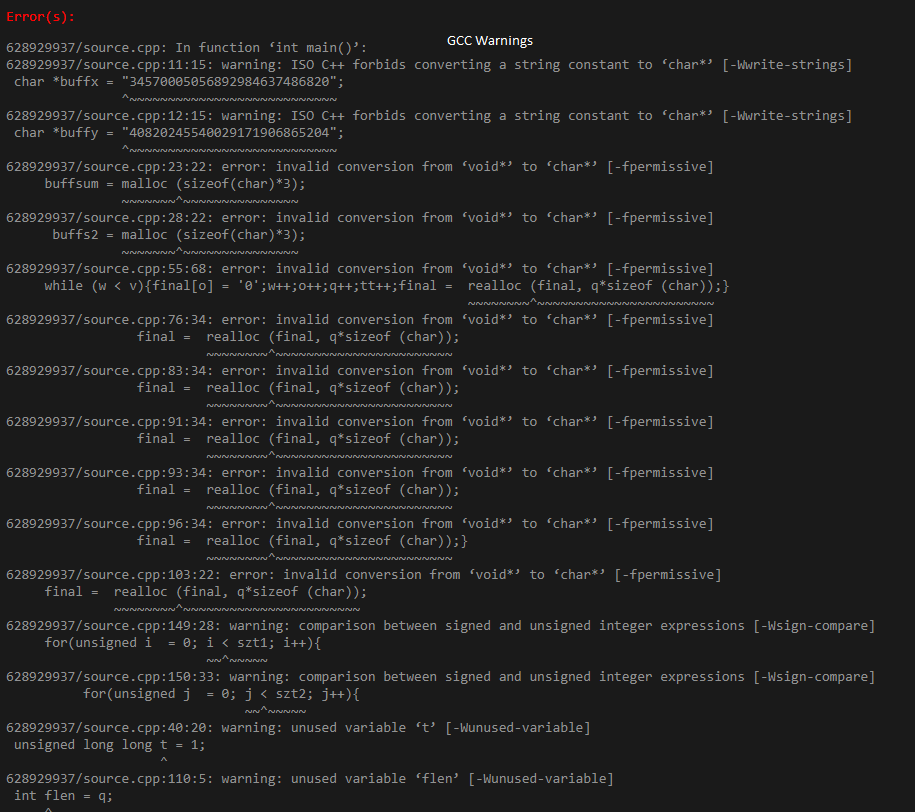 Error(s):
GCC Warnings
628929937/source.cpp: In function ‘int main()’:
628929937/source.cpp:11:15: warning: ISO C++ forbids converting a string constant to ‘char*’ [-Wwrite-strings]
char *buffx = "34570005056892984637486820";
^~~~~~~~~~~~~~~~~~~~~~~~~~~~
628929937/source.cpp:12:15: warning: ISO C++ forbids converting a string constant to ‘char*’ [-Wwrite-strings]
char *buffy = "40820245540029171906865204";
^~~~~~~~~~~~~~~~~~~~~~~~~~~~
628929937/source.cpp:23:22: error: invalid conversion from ‘void*’ to ‘char*’ [-fpermissive]
buffsum = malloc (sizeof(char)*3);
~~~~~~~^~~~~~~~~~~~~~~~
628929937/source.cpp:28:22: error: invalid conversion from ‘void*’ to ‘char*’ [-fpermissive]
buffs2 = malloc (sizeof(char)*3);
~~~~~~~^~~~~~~~~~~~~~~~
628929937/source.cpp:55:68: error: invalid conversion from ‘void*’ to ‘char*’ [-fpermissive]
while (w < v){final[o] = '0';w++;o++;q++;tt++;final =  realloc (final, q*sizeof (char));}
~~~~~~~~^~~~~~~~~~~~~~~~~~~~~~~~
628929937/source.cpp:76:34: error: invalid conversion from ‘void*’ to ‘char*’ [-fpermissive]
final =  realloc (final, q*sizeof (char));
~~~~~~~~^~~~~~~~~~~~~~~~~~~~~~~~
628929937/source.cpp:83:34: error: invalid conversion from ‘void*’ to ‘char*’ [-fpermissive]
final =  realloc (final, q*sizeof (char));
~~~~~~~~^~~~~~~~~~~~~~~~~~~~~~~~
628929937/source.cpp:91:34: error: invalid conversion from ‘void*’ to ‘char*’ [-fpermissive]
final =  realloc (final, q*sizeof (char));
~~~~~~~~^~~~~~~~~~~~~~~~~~~~~~~~
628929937/source.cpp:93:34: error: invalid conversion from ‘void*’ to ‘char*’ [-fpermissive]
final =  realloc (final, q*sizeof (char));
~~~~~~~~^~~~~~~~~~~~~~~~~~~~~~~~
628929937/source.cpp:96:34: error: invalid conversion from ‘void*’ to ‘char*’ [-fpermissive]
final =  realloc (final, q*sizeof (char));}
~~~~~~~~^~~~~~~~~~~~~~~~~~~~~~~~
628929937/source.cpp:103:22: error: invalid conversion from ‘void*’ to ‘char*’ [-fpermissive]
final =  realloc (final, q*sizeof (char));
~~~~~~~~^~~~~~~~~~~~~~~~~~~~~~~~
628929937/source.cpp:149:28: warning: comparison between signed and unsigned integer expressions [-Wsign-compare]
for(unsigned i  = 0; i < szt1; i++){
~~^~~~~~
628929937/source.cpp:150:33: warning: comparison between signed and unsigned integer expressions [-Wsign-compare]
for(unsigned j  = 0; j < szt2; j++){
~~^~~~~~
628929937/source.cpp:40:20: warning: unused variable ‘t’ [-Wunused-variable]
unsigned long long t = 1;
^
628929937/source.cpp:110:5: warning: unused variable ‘flen’ [-Wunused-variable]
int flen = q;
^